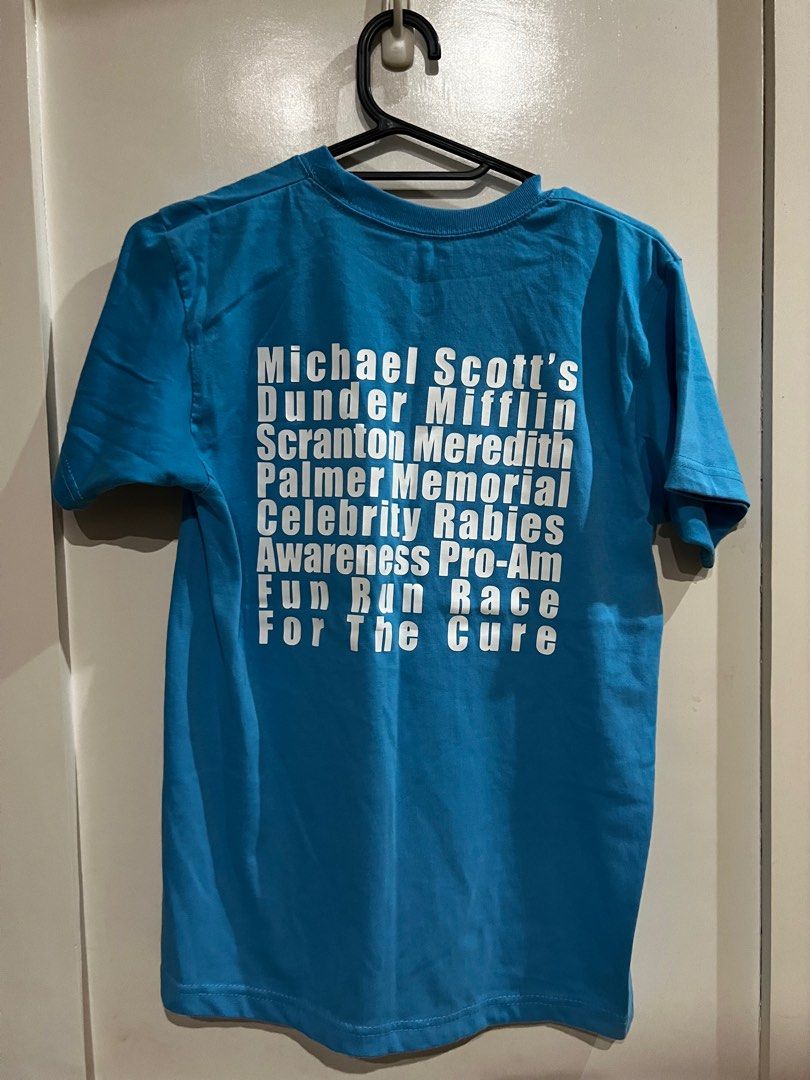 Michael Scott's
Dunder Mifflin
Scranton Meredith
Palmer Memorial
Celebrity Rabies
Awareness Pro-Am
Fun Run Race
For The Cure